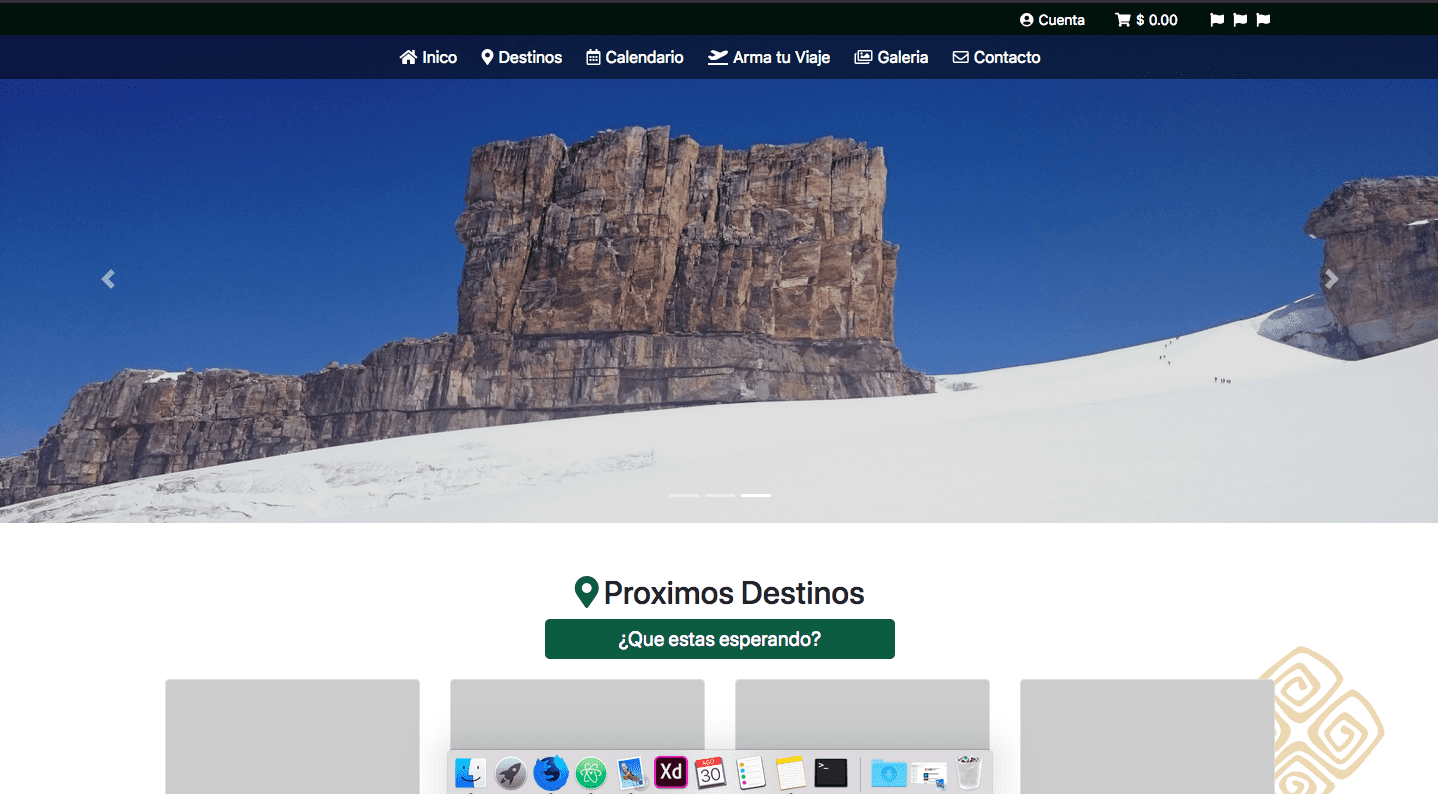 Cuenta $ 0.00
Inico Destinos Calendario Arma tu Viaje Galeria Contacto
Proximos Destinos
¿Que estas esperando?
Xd AGO 30 >_